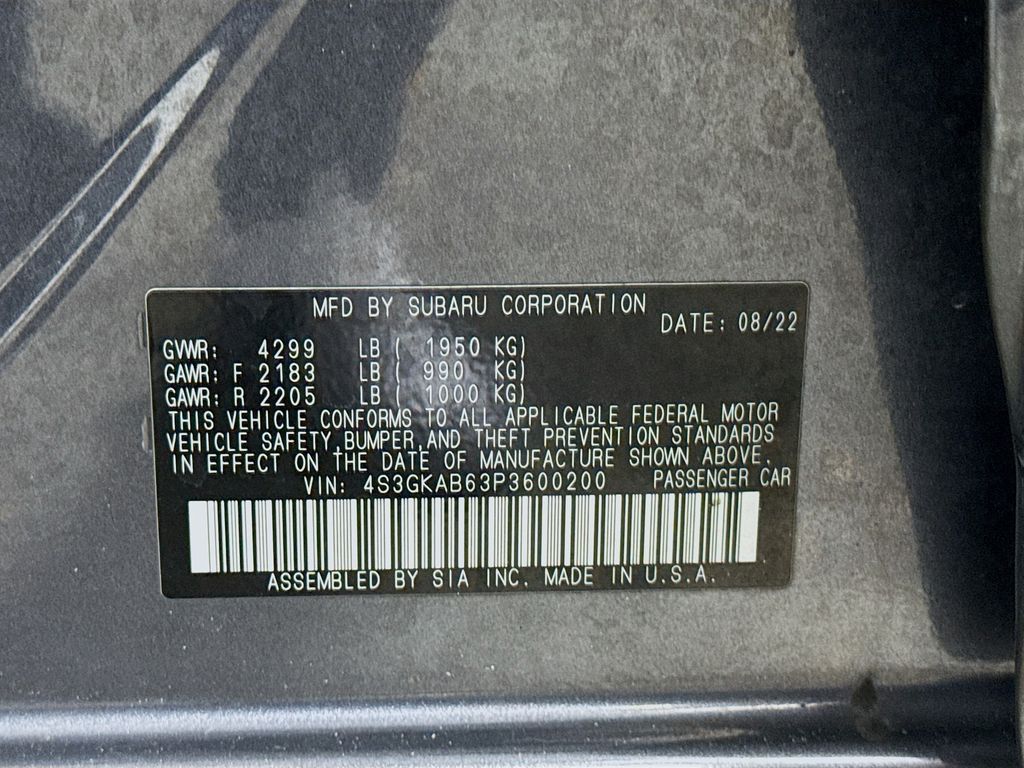 MFD BY SUBARU CORPORATION
DATE: 08/22
GVWR: 4299 LB ( 1950 KG)
GAWR: F 2183 LB ( 990 KG)
GAWR: R 2205 LB ( 1000 KG)
THIS VEHICLE CONFORMS TO ALL APPLICABLE FEDERAL MOTOR
VEHICLE SAFETY,BUMPER,AND THEFT PREVENTION STANDARDS
IN EFFECT ON THE DATE OF MANUFACTURE SHOWN ABOVE.
VIN: 4S3GKAB63P3600200 PASSENGER CAR
ASSEMBLED BY SIA INC. MADE IN U.S.A.